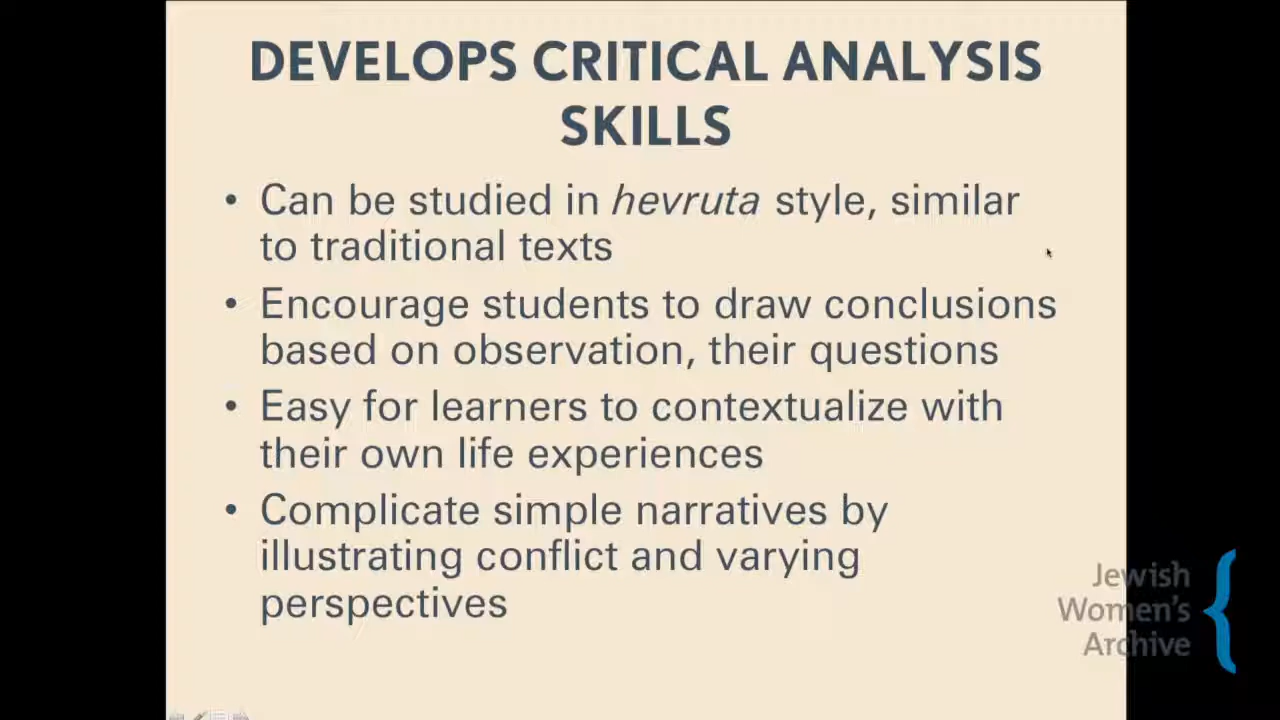 DEVELOPS CRITICAL ANALYSIS
SKILLS
• Can be studied in hevruta style, similar
to traditional texts
• Encourage students to draw conclusions
based on observation, their questions
• Easy for learners to contextualize with
their own life experiences
• Complicate simple narratives by
illustrating conflict and varying
perspectives
Jewish
Women's
Archive